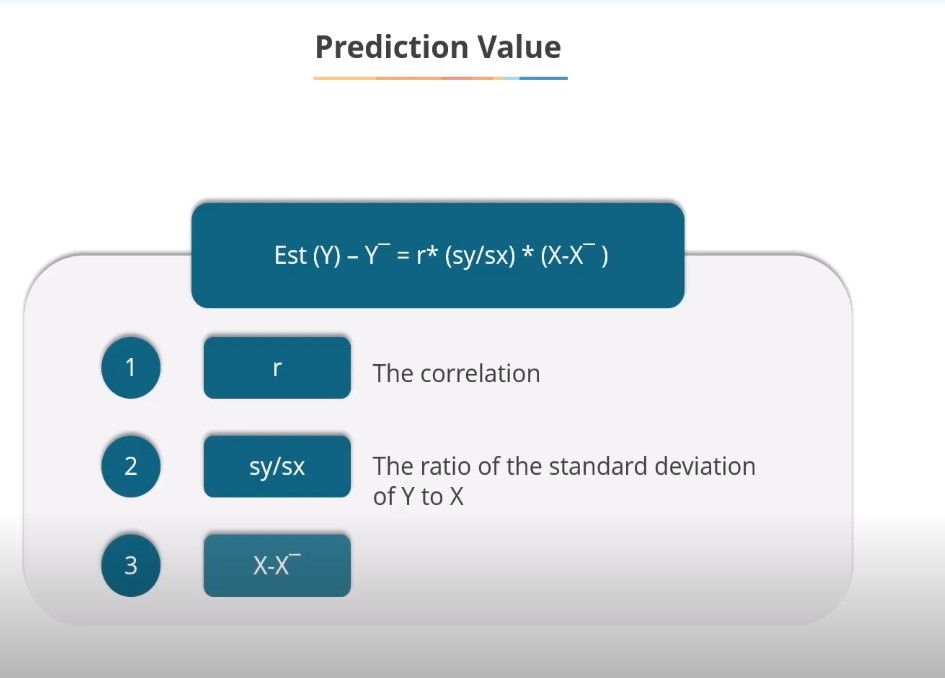 Prediction Value
Est (Y) – Y¯ = r* (sy/sx) * (X-X¯ )
1
r
The correlation
2
sy/sx
The ratio of the standard deviation
of Y to X
3
X-X¯